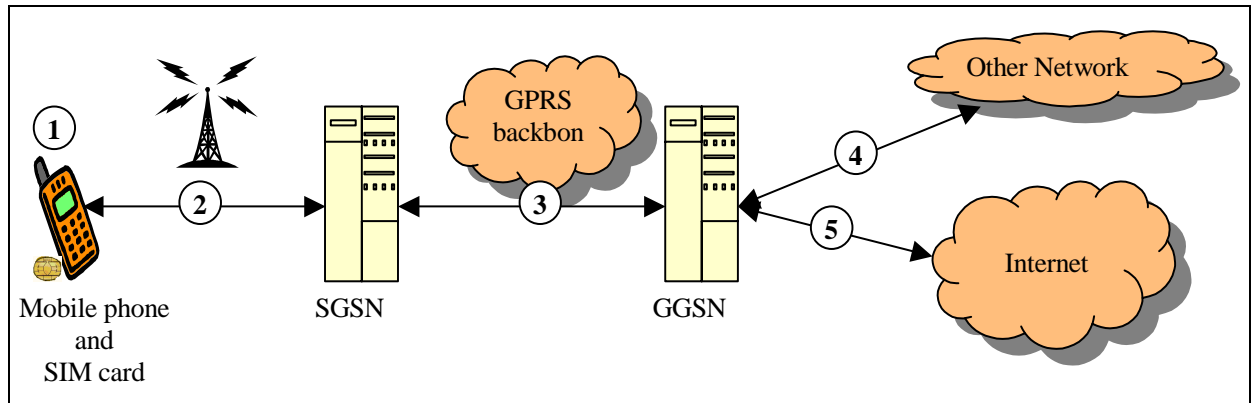 1
Mobile phone
and
SIM card
2
SGSN
GPRS
backbon
3
GGSN
4
Other Network
5
Internet